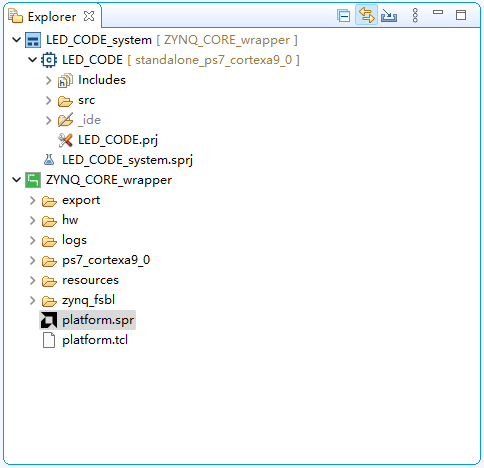 Explorer
LED_CODE_system [ ZYNQ_CORE_wrapper ]
LED_CODE [ standalone_ps7_cortexa9_0 ]
Includes
src
_ide
LED_CODE.prj
LED_CODE_system.sprj
ZYNQ_CORE_wrapper
export
hw
logs
ps7_cortexa9_0
resources
zynq_fsbl
platform.spr
platform.tcl